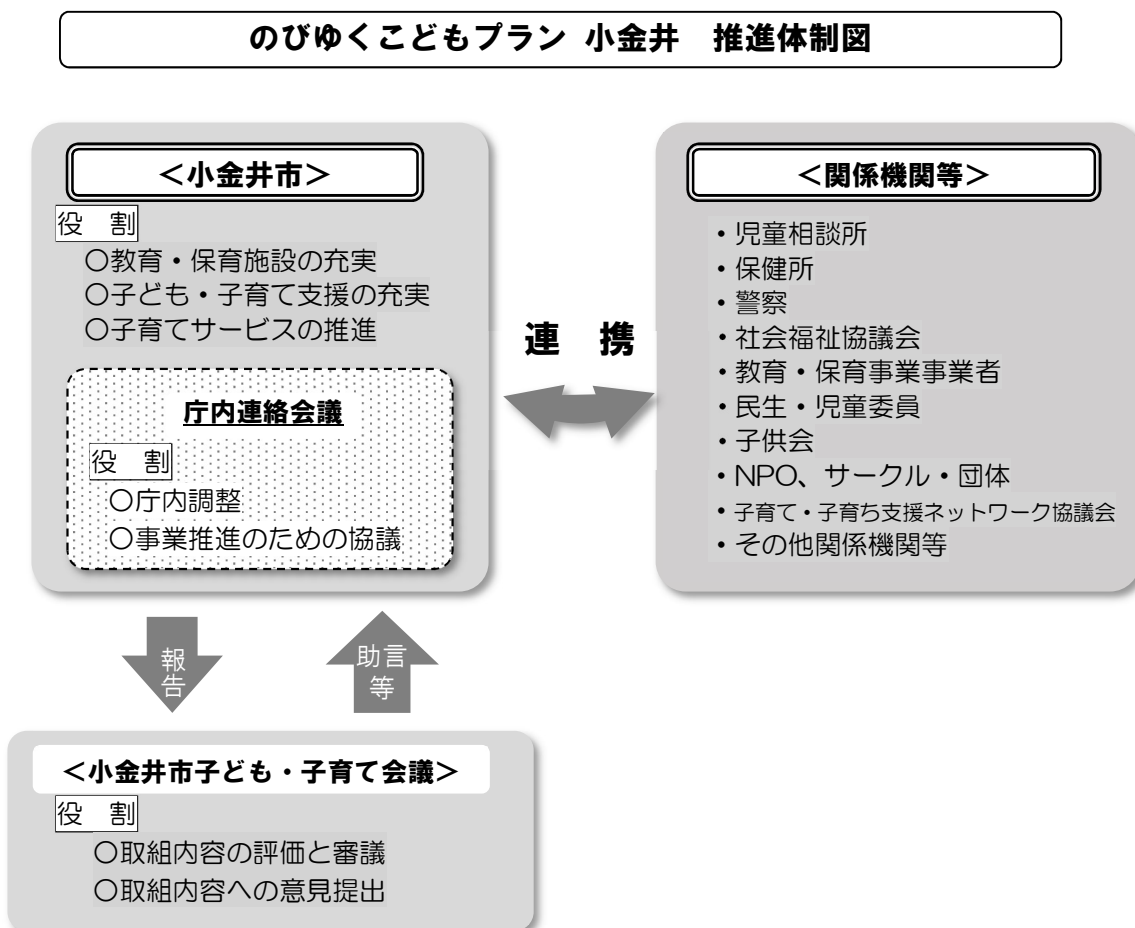 のびゆくこどもプラン 小金井　推進体制図
＜小金井市＞
役　割
○教育・保育施設の充実
○子ども・子育て支援の充実
○子育てサービスの推進
庁内連絡会議
役　割
○庁内調整
○事業推進のための協議
連　携
＜関係機関等＞
・児童相談所
・保健所
・警察
・社会福祉協議会
・教育・保育事業事業者
・民生・児童委員
・子供会
・NPO、サークル・団体
・子育て・子育ち支援ネットワーク協議会
・その他関係機関等
報
告
助言
等
＜小金井市子ども・子育て会議＞
役　割
○取組内容の評価と審議
○取組内容への意見提出